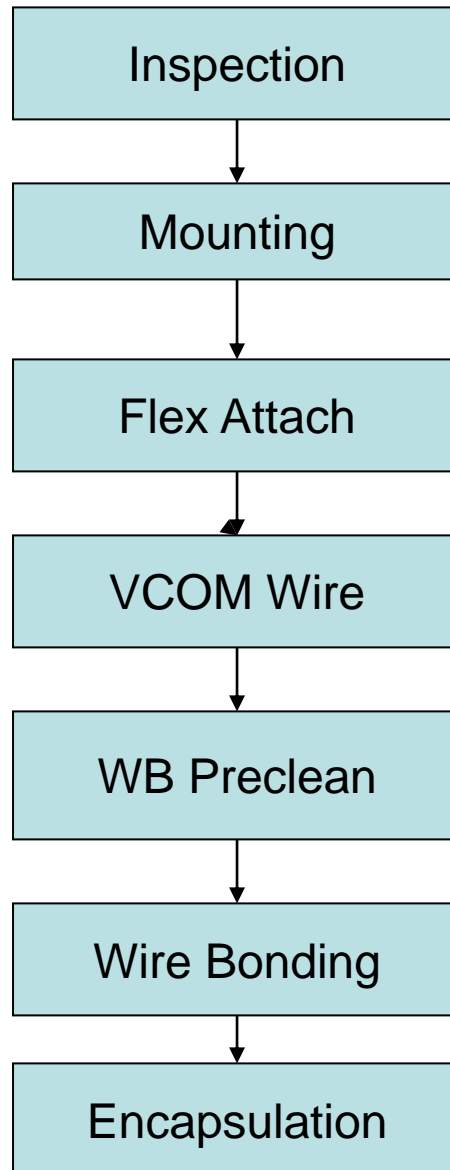 Inspection
Mounting
Flex Attach
VCOM Wire
WB Preclean
Wire Bonding
Encapsulation